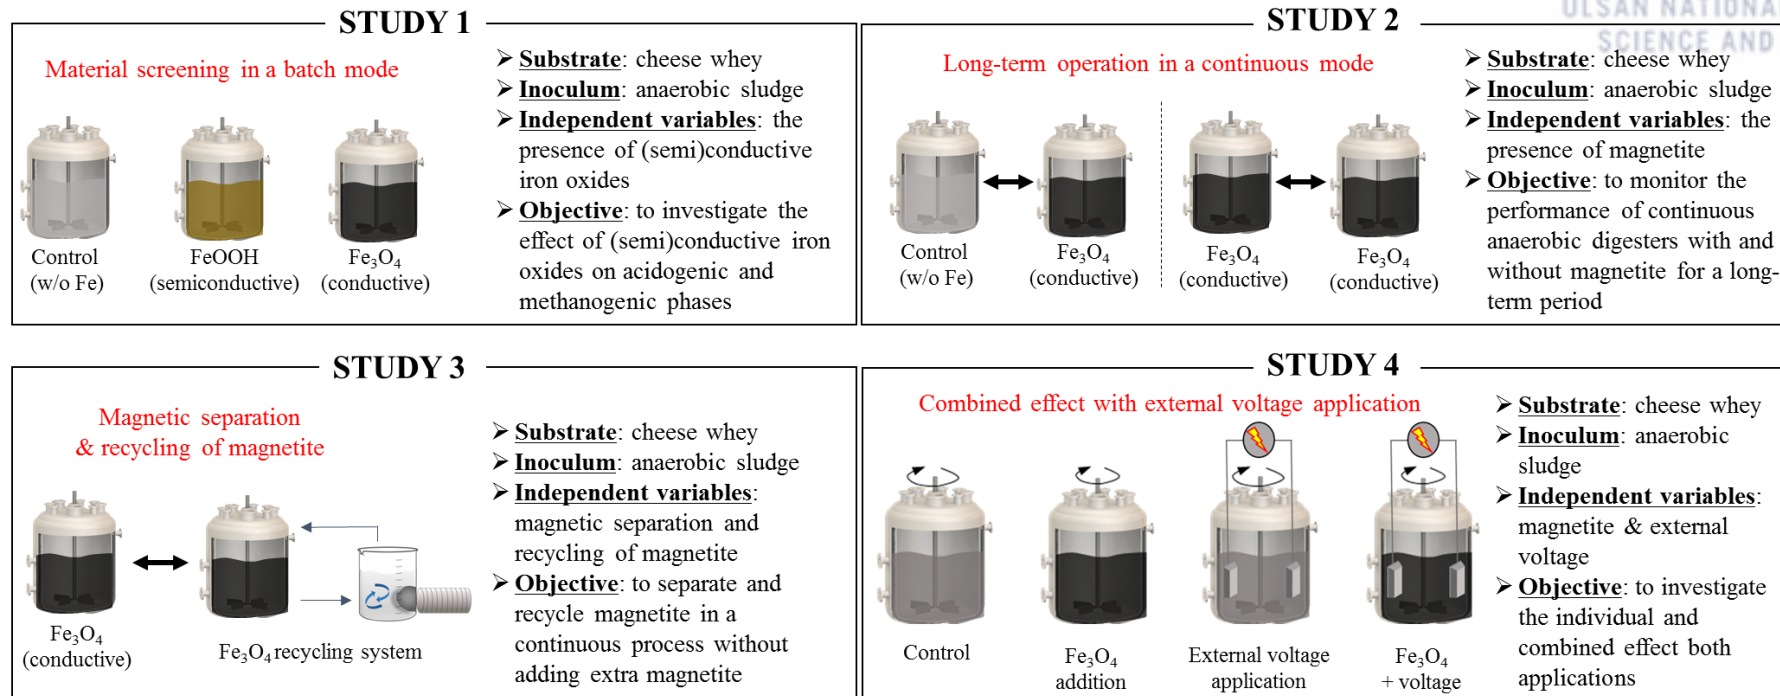 ULSAN NATIONAL
SCIENCE AND
STUDY 1
Material screening in a batch mode
Control
(w/o Fe)
FeOOH
(semiconductive)
Fe₃O₄
(conductive)
➢ Substrate: cheese whey
➢ Inoculum: anaerobic sludge
➢ Independent variables: the
presence of (semi)conductive
iron oxides
➢ Objective: to investigate the
effect of (semi)conductive iron
oxides on acidogenic and
methanogenic phases
STUDY 2
Long-term operation in a continuous mode
Control
(w/o Fe)
Fe₃O₄
(conductive)
Fe₃O₄
(conductive)
Fe₃O₄
(conductive)
➢ Substrate: cheese whey
➢ Inoculum: anaerobic sludge
➢ Independent variables: the
presence of magnetite
➢ Objective: to monitor the
performance of continuous
anaerobic digesters with and
without magnetite for a long-
term period
STUDY 3
Magnetic separation
& recycling of magnetite
Fe₃O₄
(conductive)
Fe₃O₄ recycling system
➢ Substrate: cheese whey
➢ Inoculum: anaerobic sludge
➢ Independent variables:
magnetic separation and
recycling of magnetite
➢ Objective: to separate and
recycle magnetite in a
continuous process without
adding extra magnetite
STUDY 4
Combined effect with external voltage application
Control
Fe₃O₄
addition
External voltage
application
Fe₃O₄
+ voltage
➢ Substrate: cheese whey
➢ Inoculum: anaerobic
sludge
➢ Independent variables:
magnetite & external
voltage
➢ Objective: to investigate
the individual and
combined effect both
applications